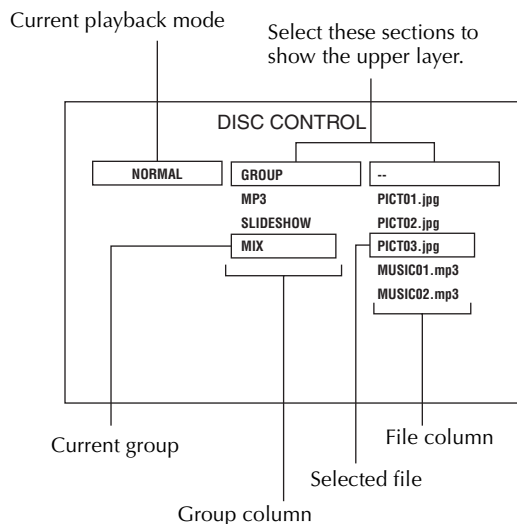 Current playback mode
Select these sections to
show the upper layer.
DISC CONTROL
NORMAL
GROUP
--
MP3
PICT01.jpg
SLIDESHOW
PICT02.jpg
MIX
PICT03.jpg
MUSIC01.mp3
MUSIC02.mp3
Current group
File column
Selected file
Group column